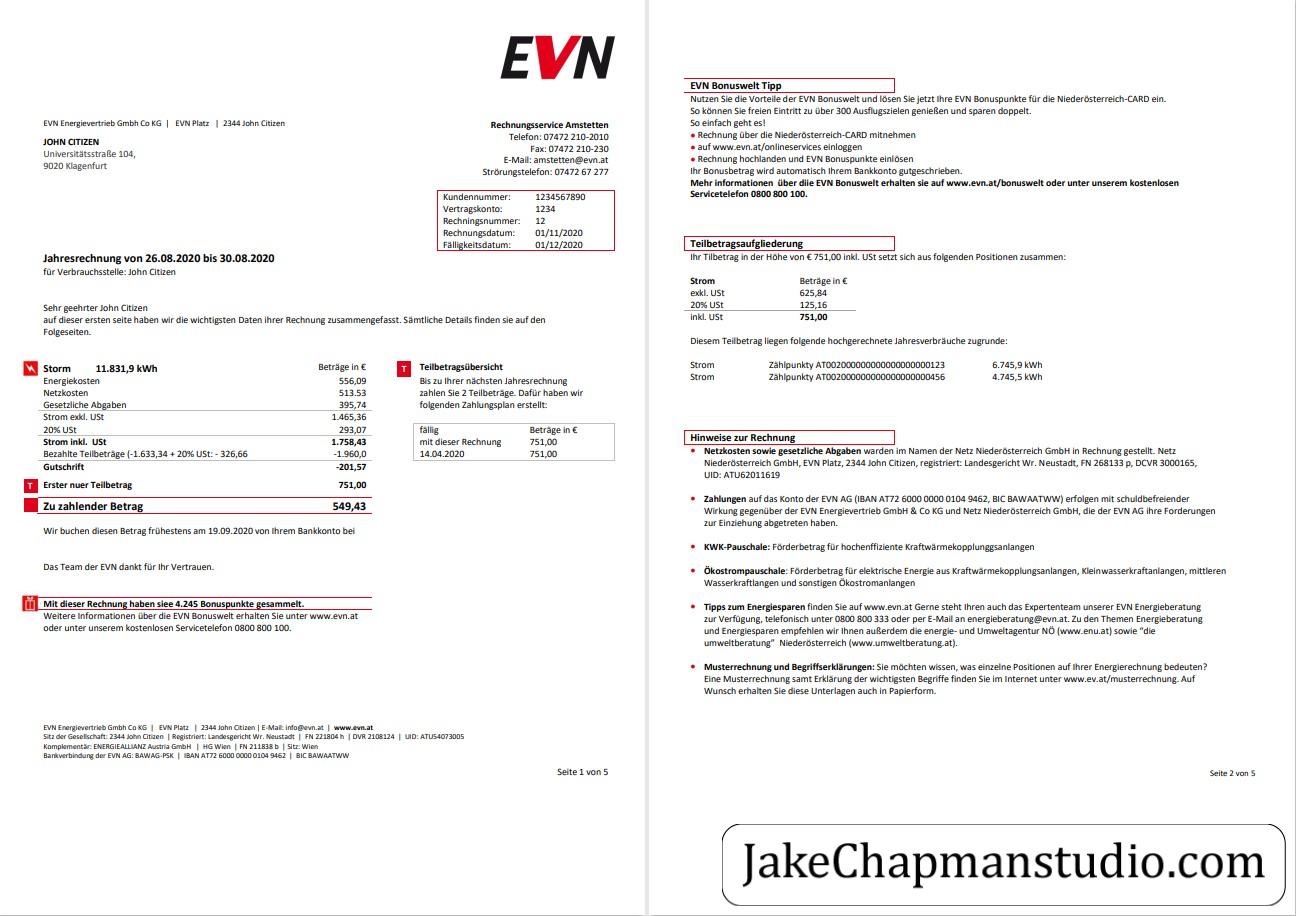 EVN
EVN Energievertrieb Gmbh Co KG | EVN Platz | 2344 John Citizen
JOHN CITIZEN
Universitätsstraße 104,
9020 Klagenfurt
Rechnungsservice Amstetten
Telefon: 07472 210-2010
Fax: 07472 210-230
E-Mail: amstetten@evn.at
Strörungstelefon: 07472 67 277
Kundennummer: 1234567890
Vertragskonto: 1234
Rechningsnummer: 12
Rechnungsdatum: 01/11/2020
Fälligkeitsdatum: 01/12/2020
Jahresrechnung von 26.08.2020 bis 30.08.2020
für Verbrauchsstelle: John Citizen
Sehr geehrter John Citizen
auf dieser ersten seite haben wir die wichtigsten Daten ihrer Rechnung zusammengefasst. Sämtliche Details finden sie auf den
Folgeseiten.
Storm 11.831,9 kWh Beträge in €
Energiekosten 556,09
Netzkosten 513.53
Gesetzliche Abgaben 395,74
Strom exkl. USt 1.465,36
20% USt 293,07
Strom inkl. USt 1.758,43
Bezahlte Teilbeträge (-1.633,34 + 20% USt: - 326,66 -1.960,0
Gutschrift -201,57
T Erster nuer Teilbetrag 751,00
Zu zahlender Betrag 549,43
T Teilbetragsübersicht
Bis zu Ihrer nächsten Jahresrechnung
zahlen Sie 2 Teilbeträge. Dafür haben wir
folgenden Zahlungsplan erstellt:
fällig Beträge in €
mit dieser Rechnung 751,00
14.04.2020 751,00
Wir buchen diesen Betrag frühestens am 19.09.2020 von Ihrem Bankkonto bei
Das Team der EVN dankt für Ihr Vertrauen.
Mit dieser Rechnung haben siee 4.245 Bonuspunkte gesammelt.
Weitere Informationen über die EVN Bonuswelt erhalten Sie unter www.evn.at
oder unter unserem kostenlosen Servicetelefon 0800 800 100.
EVN Energievertrieb Gmbh Co KG | EVN Platz | 2344 John Citizen | E-Mail: info@evn.at | www.evn.at
Sitz der Gesellschaft: 2344 John Citizen | Registriert: Landesgericht Wr. Neustadt | FN 221804 h | DVR 2108124 | UID: ATU54073005
Komplementär: ENERGIEALLIANZ Austria GmbH | HG Wien | FN 211838 b | Sitz: Wien
Bankverbindung der EVN AG: BAWAG-PSK | IBAN AT72 6000 0000 0104 9462 | BIC BAWAATWW
Seite 1 von 5
EVN Bonuswelt Tipp
Nutzen Sie die Vorteile der EVN Bonuswelt und lösen Sie jetzt Ihre EVN Bonuspunkte für die Niederösterreich-CARD ein.
So können Sie freien Eintritt zu über 300 Ausflugszielen genießen und sparen doppelt.
So einfach geht es!
• Rechnung über die Niederösterreich-CARD mitnehmen
• auf www.evn.at/onlineservices einloggen
• Rechnung hochlanden und EVN Bonuspunkte einlösen
Ihr Bonusbetrag wird automatisch Ihrem Bankkonto gutgeschrieben.
Mehr informationen über diie EVN Bonuswelt erhalten sie auf www.evn.at/bonuswelt oder unter unserem kostenlosen
Servicetelefon 0800 800 100.
Teilbetragsaufgliederung
Ihr Tilbetrag in der Höhe von € 751,00 inkl. USt setzt sich aus folgenden Positionen zusammen:
Strom Beträge in €
exkl. USt 625,84
20% USt 125,16
inkl. USt 751,00
Diesem Teilbetrag liegen folgende hochgerechnete Jahresverbräuche zugrunde:
Strom Zählpunkty AT0020000000000000000123 6.745,9 kWh
Strom Zählpunkty AT0020000000000000000456 4.745,5 kWh
Hinweise zur Rechnung
• Netzkosten sowie gesetzliche Abgaben warden im Namen der Netz Niederösterreich GmbH in Rechnung gestellt. Netz
Niederösterreich GmbH, EVN Platz, 2344 John Citizen, registriert: Landesgericht Wr. Neustadt, FN 268133 p, DCVR 3000165,
UID: ATU62011619
• Zahlungen auf das Konto der EVN AG (IBAN AT72 6000 0000 0104 9462, BIC BAWAATWW) erfolgen mit schuldbefreiender
Wirkung gegenüber der EVN Energievertrieb GmbH & Co KG und Netz Niederösterreich GmbH, die der EVN AG ihre Forderungen
zur Einziehung abgetreten haben.
• KWK-Pauschale: Förderbetrag für hochenffiziente Kraftwärmekopplunggsanlangen
• Ökostrompauschale: Förderbetrag für elektrische Energie aus Kraftwärmekopplungsanlangen, Kleinwasserkraftanlangen, mittleren
Wasserkraftlangen und sonstigen Ökostromanlangen
• Tipps zum Energiesparen finden Sie auf www.evn.at Gerne steht Ihren auch das Expertenteam unserer EVN Energieberatung
zur Verfügung, telefonisch unter 0800 800 333 oder per E-Mail an energieberatung@evn.at. Zu den Themen Energieberatung
und Energiesparen empfehlen wir Ihnen außerdem die energie- und Umweltagentur NÖ (www.enu.at) sowie "die
umweltberatung" Niederösterreich (www.umweltberatung.at).
• Musterrechnung und Begriffserklärungen: Sie möchten wissen, was einzelne Positionen auf Ihrer Energierechnung bedeuten?
Eine Musterrechnung samt Erklärung der wichtigsten Begriffe finden Sie im Internet unter www.ev.at/musterrechnung. Auf
Wunsch erhalten Sie diese Unterlagen auch in Papierform.
Seite 2 von 5
JakeChapmanstudio.com